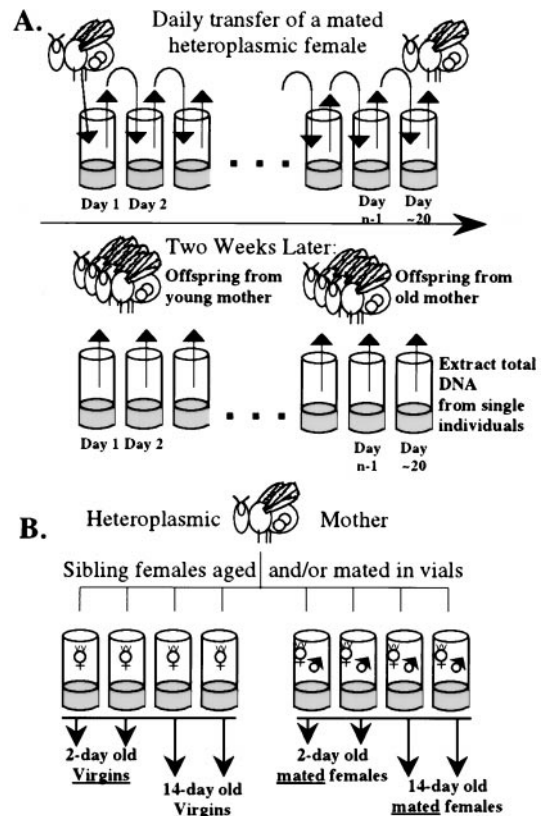 A.
Daily transfer of a mated
heteroplasmic female
Day 1 Day 2
Day
n-1
Day
~20
Two Weeks Later:
Offspring from
young mother
Offspring from
old mother
Extract total
DNA
from single
individuals
Day 1 Day 2
Day
n-1
Day
~20
B.
Heteroplasmic Mother
Sibling females aged and/or mated in vials
2-day old
Virgins
14-day old
Virgins
2-day old
mated females
14-day old
mated females